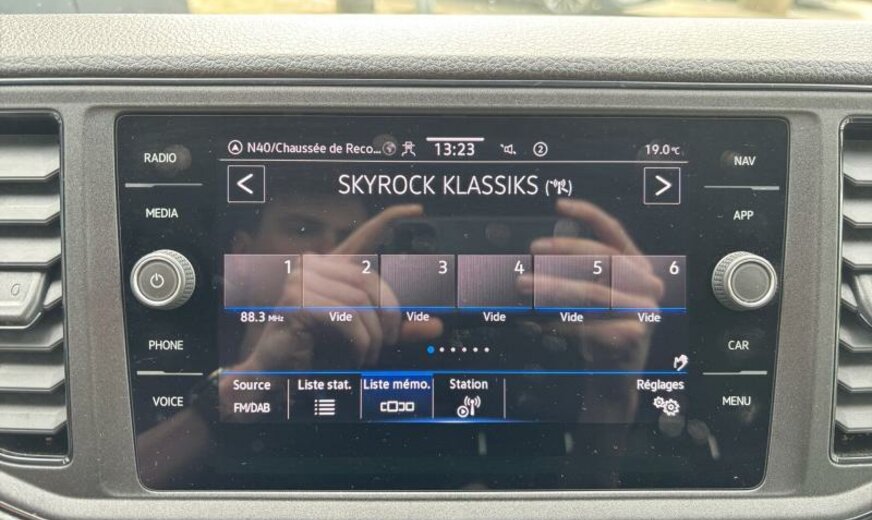 RADIO
MEDIA
PHONE
VOICE
N40/Chaussée de Reco... 13:23 2 19.0 °C
< SKYROCK KLASSIKS >
1 2 3 4 5 6
88.3 MHz Vide Vide Vide Vide Vide
Source Liste stat. Liste mémo. Station Réglages
FM/DAB
NAV
APP
CAR
MENU